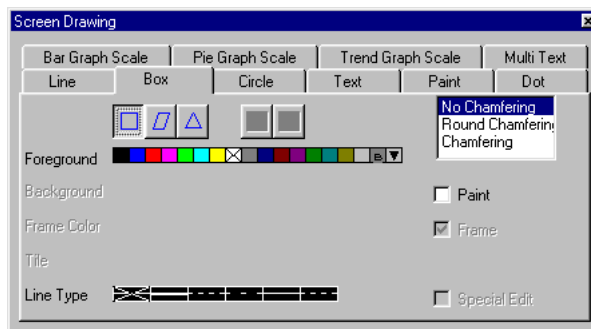 Screen Drawing
Bar Graph Scale Pie Graph Scale Trend Graph Scale Multi Text
Line Box Circle Text Paint Dot
No Chamfering
Round Chamfering
Chamfering
Foreground B
Background
Paint
Frame Color
Frame
Tile
Line Type
Special Edit